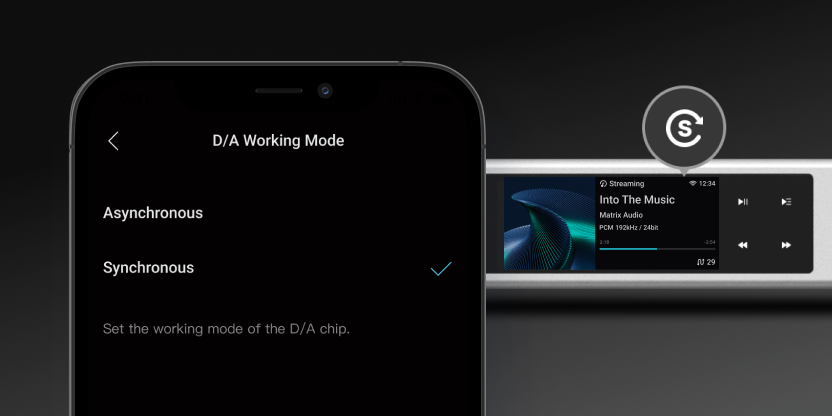 D/A Working Mode
Asynchronous
Synchronous
Set the working mode of the D/A chip.
S
Streaming
12:34
Into The Music
Matrix Audio
PCM 192kHz / 24bit
2:18
-2:54
29